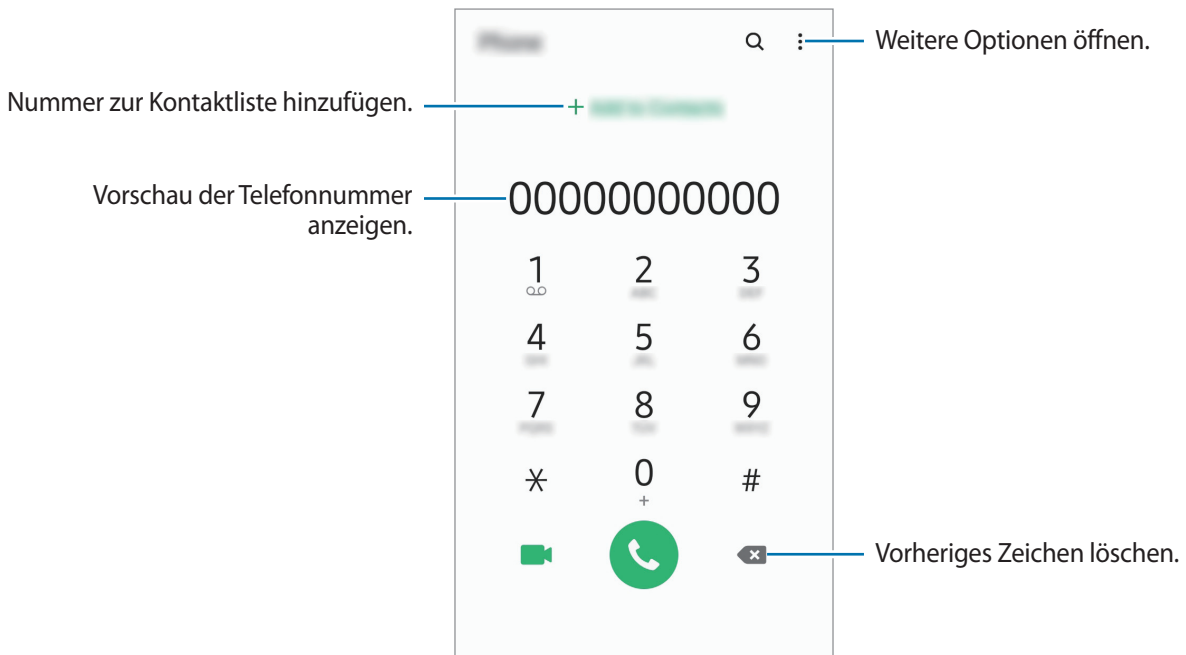 Weitere Optionen öffnen.
Nummer zur Kontaktliste hinzufügen.
+
Vorschau der Telefonnummer
anzeigen.
00000000000
1 2 3
4 5 6
7 8 9
* 0 #
+
Vorheriges Zeichen löschen.